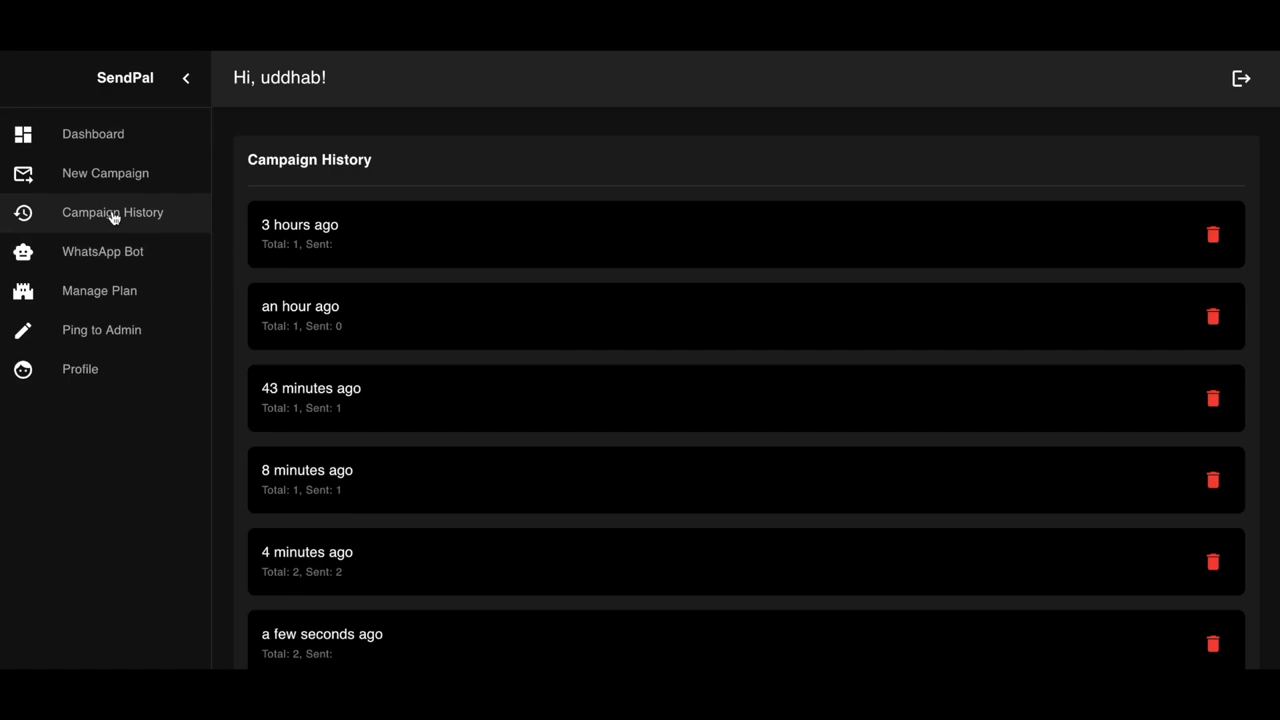 SendPal
Hi, uddhab!
Dashboard
New Campaign
Campaign History
WhatsApp Bot
Manage Plan
Ping to Admin
Profile
Campaign History
3 hours ago
Total: 1, Sent:
an hour ago
Total: 1, Sent: 0
43 minutes ago
Total: 1, Sent: 1
8 minutes ago
Total: 1, Sent: 1
4 minutes ago
Total: 2, Sent: 2
a few seconds ago
Total: 2, Sent: